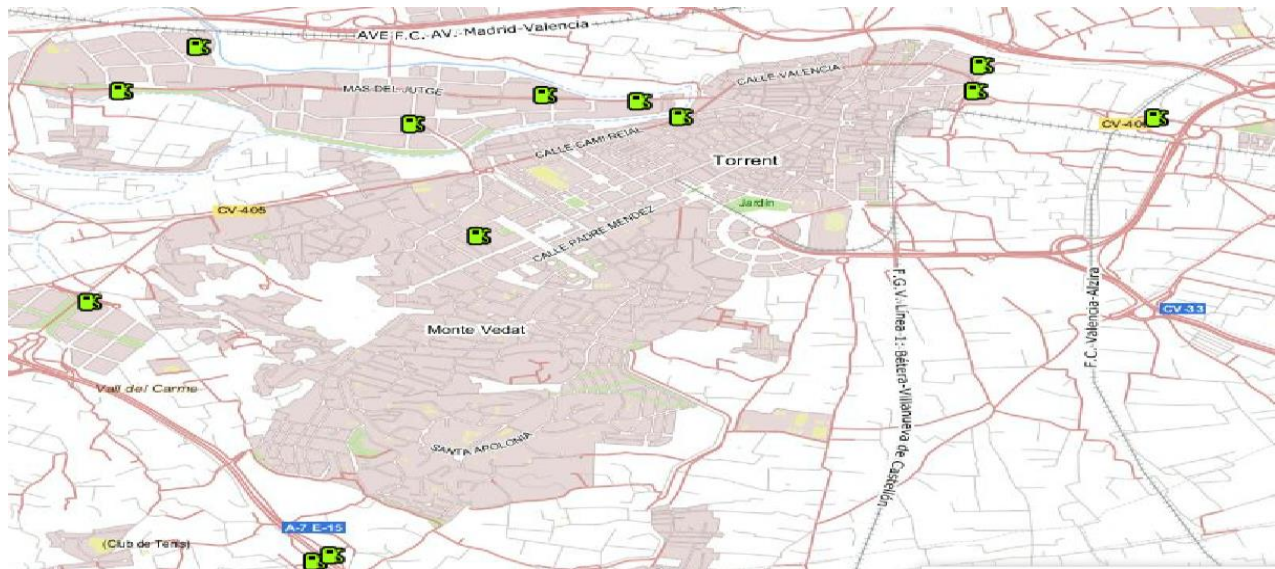 AVE F.C.-AV.-Madrid-Valencia
CALLE VALENCIA
MAS DEL JUTGE
CV-40
CALLE CAMI REIAL
Torrent
Jardín
CV-405
CALLE PADRE MENDEZ
F.G.V. Línea-1:-Bétera-Villanueva de Castellón
F.C.-Valencia-Alzira
CV-33
Monte Vedat
Vall del Carme
SANTA APOLONIA
A-7 E-15
(Club de Tenis)